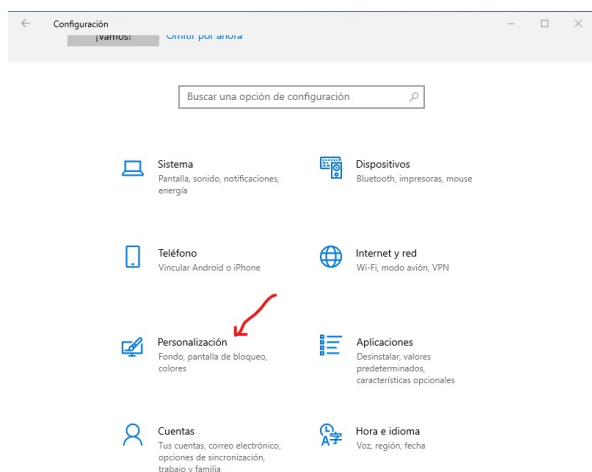 Configuración
¡Vamos!
Omitir por ahora
Buscar una opción de configuración
Sistema
Pantalla, sonido, notificaciones,
energía
Dispositivos
Bluetooth, impresoras, mouse
Teléfono
Vincular Android o iPhone
Internet y red
Wi-Fi, modo avión, VPN
Personalización
Fondo, pantalla de bloqueo,
colores
Aplicaciones
Desinstalar, valores
predeterminados,
características opcionales
Cuentas
Tus cuentas, correo electrónico,
opciones de sincronización,
trabajo y familia
Hora e idioma
Voz, región, fecha